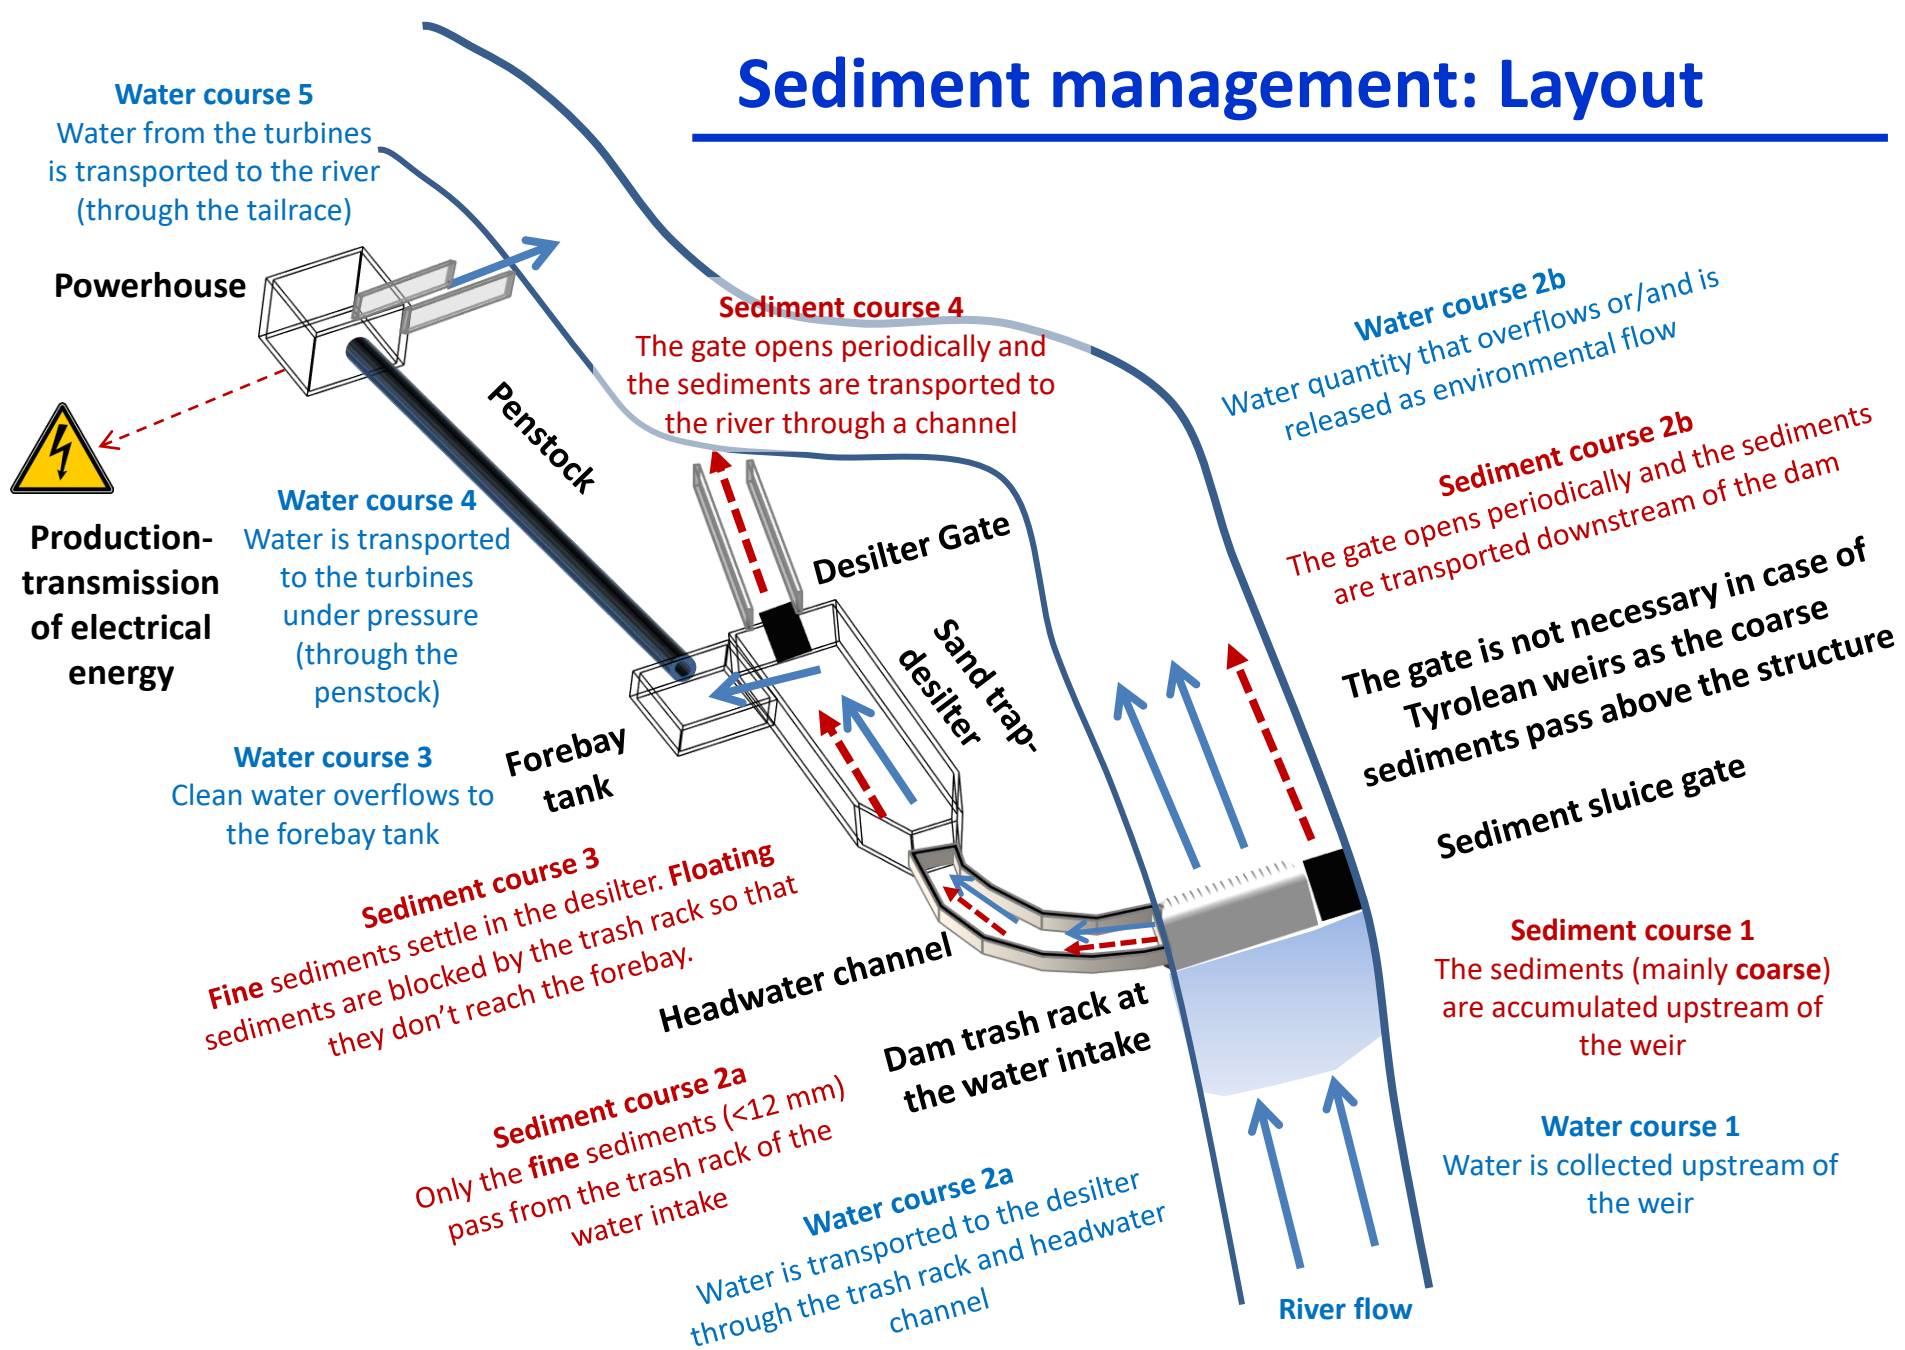 Sediment management: Layout
Water course 5
Water from the turbines
is transported to the river
(through the tailrace)
Powerhouse
Sediment course 4
The gate opens periodically and
the sediments are transported to
the river through a channel
Water course 2b
Water quantity that overflows or/and is
released as environmental flow
Penstock
Sediment course 2b
The gate opens periodically and the sediments
are transported downstream of the dam
Production-
transmission
of electrical
energy
Water course 4
Water is transported
to the turbines
under pressure
(through the
penstock)
Desilter Gate
The gate is not necessary in case of
Tyrolean weirs as the coarse
sediments pass above the structure
Sand trap-
desilter
Forebay
tank
Water course 3
Clean water overflows to
the forebay tank
Sediment sluice gate
Sediment course 3
Fine sediments settle in the desilter. Floating
sediments are blocked by the trash rack so that
they don't reach the forebay.
Headwater channel
Sediment course 1
The sediments (mainly coarse)
are accumulated upstream of
the weir
Dam trash rack at
the water intake
Sediment course 2a
Only the fine sediments (<12 mm)
pass from the trash rack of the
water intake
Water course 1
Water is collected upstream of
the weir
Water course 2a
Water is transported to the desilter
through the trash rack and headwater
channel
River flow